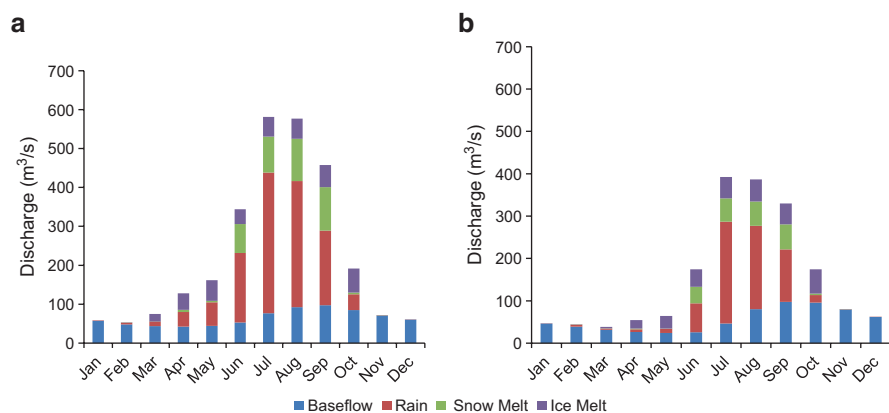 a
700
600
500
400
300
200
100
0
Discharge (m³/s)
Jan Feb Mar Apr May Jun Jul Aug Sep Oct Nov Dec
b
700
600
500
400
300
200
100
0
Discharge (m³/s)
Jan Feb Mar Apr May Jun Jul Aug Sep Oct Nov Dec
Baseflow Rain Snow Melt Ice Melt